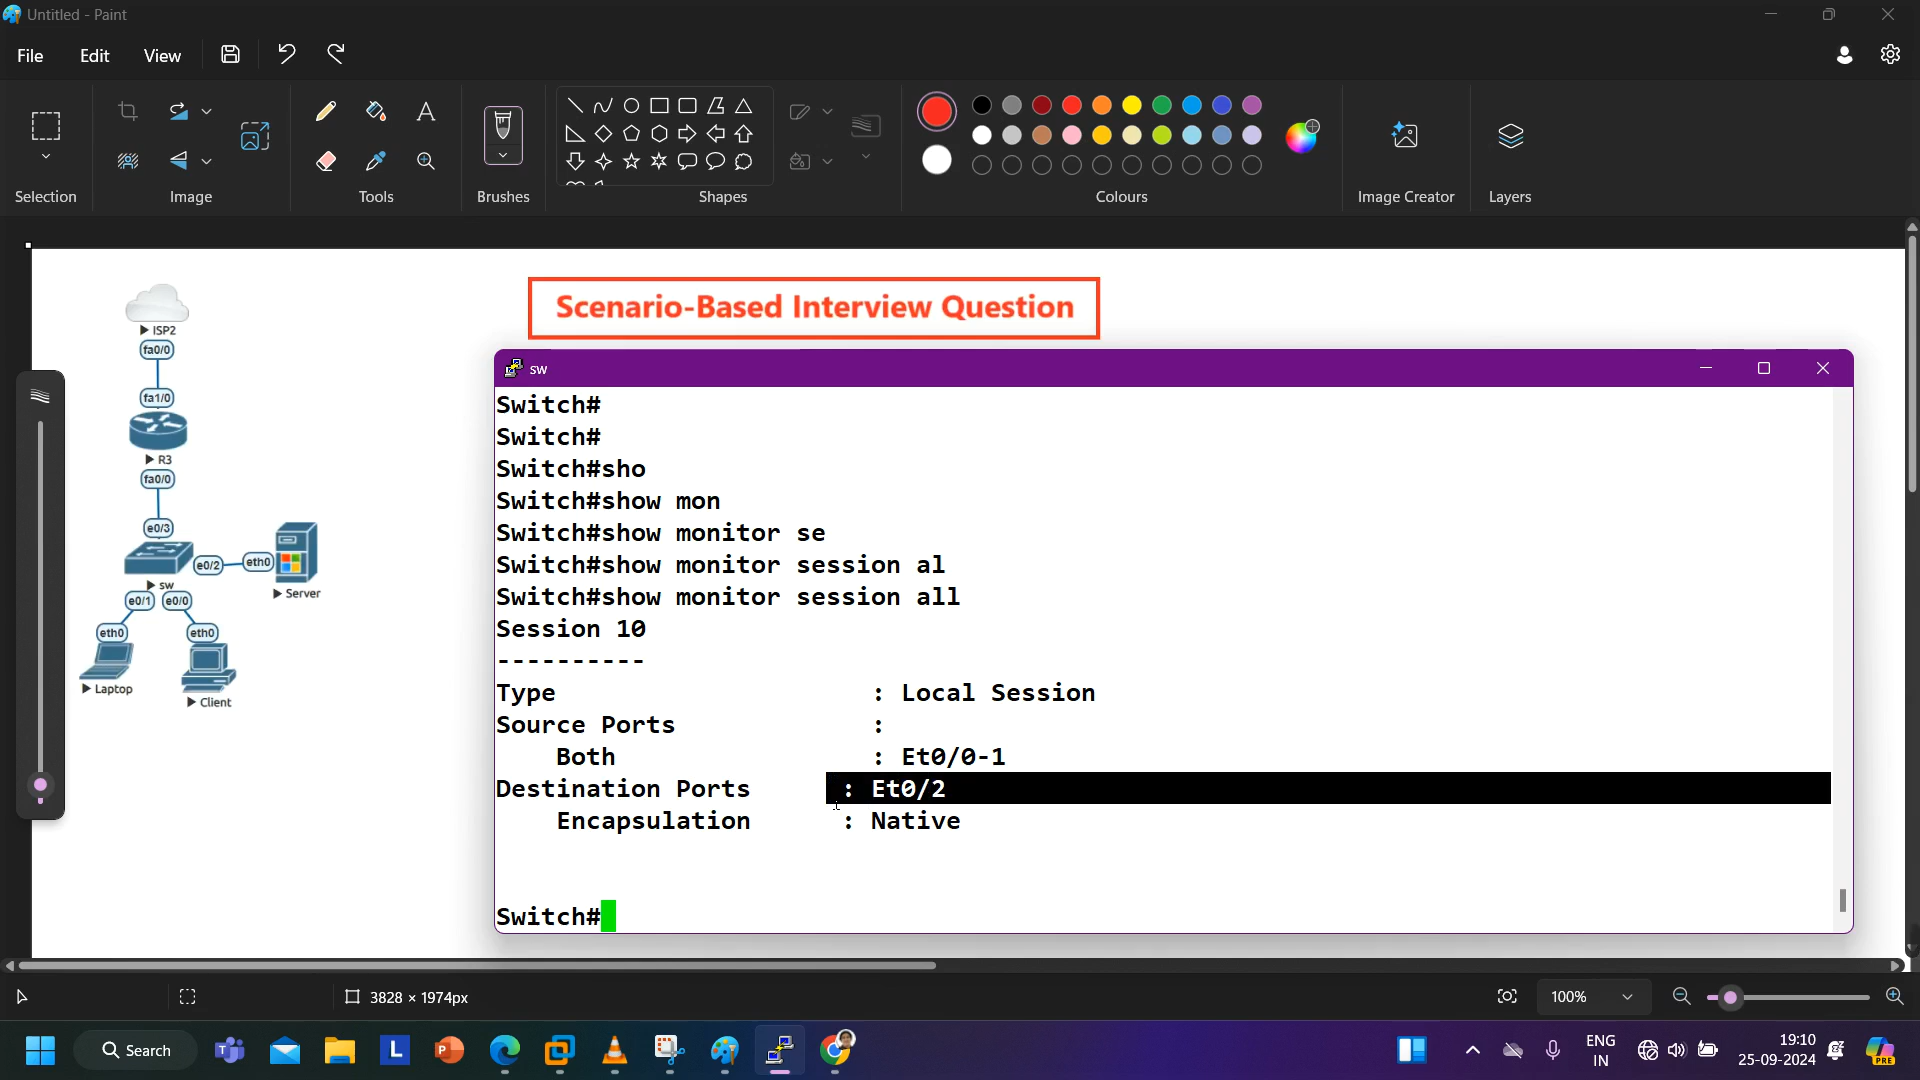 Untitled - Paint
File
Edit
View
Selection
Image
Tools
Brushes
Shapes
Colours
Image Creator
Layers
Scenario-Based Interview Question
ISP2
fa0/0
fa1/0
R3
fa0/0
e0/3
e0/2
eth0
sw
Server
e0/1
e0/0
eth0
eth0
Laptop
Client
sw
Switch#
Switch#
Switch#sho
Switch#show mon
Switch#show monitor se
Switch#show monitor session al
Switch#show monitor session all
Session 10
----------
Type : Local Session
Source Ports :
Both : Et0/0-1
Destination Ports : Et0/2
Encapsulation : Native
Switch#
3828 × 1974px
100%
Search
ENG
IN
19:10
25-09-2024
PRE